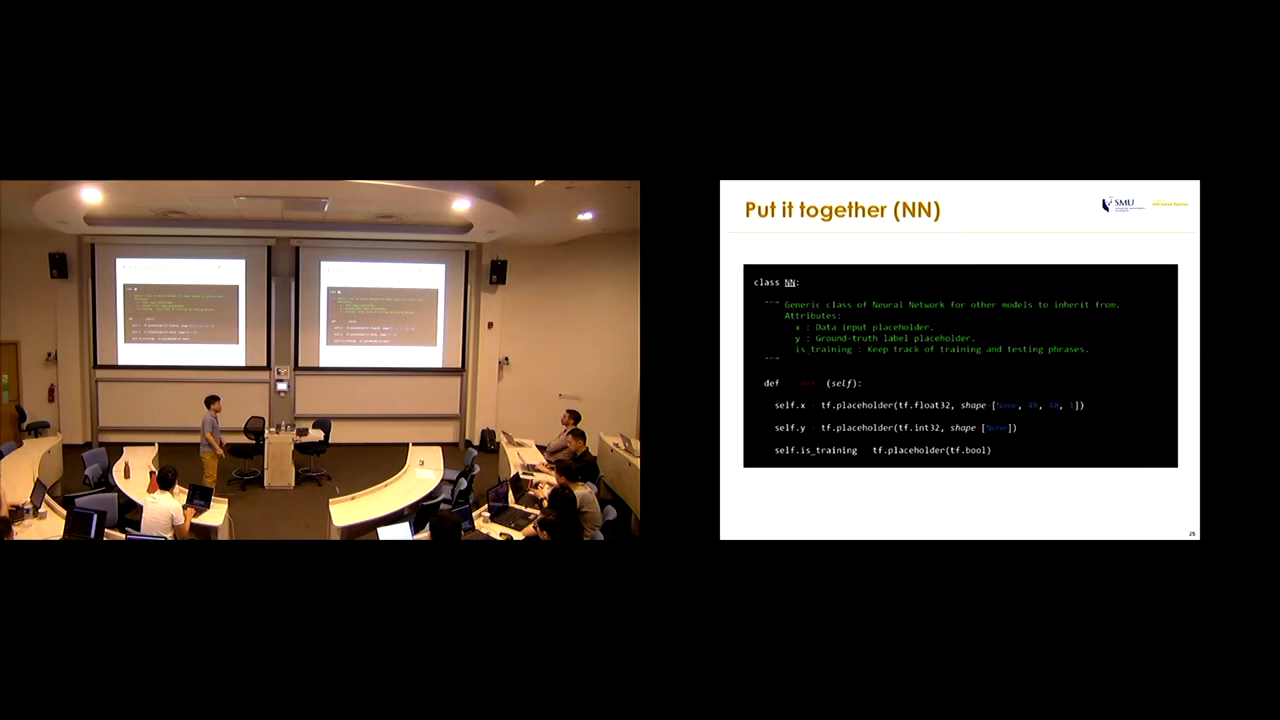 Put it together (NN)
SMU
class NN:
""" Generic class of Neural Network for other models to inherit from.
Attributes:
x : Data input placeholder.
y : Ground-truth label placeholder.
is_training : Keep track of training and testing phrases.
"""
def (self):
self.x tf.placeholder(tf.float32, shape [None, 48, 48, 1])
self.y tf.placeholder(tf.int32, shape [None])
self.is_training tf.placeholder(tf.bool)
25